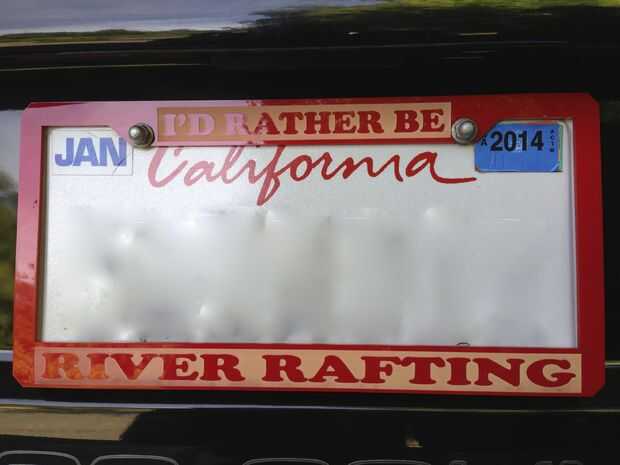 I'D RATHER BE
JAN
California
2014
RIVER RAFTING